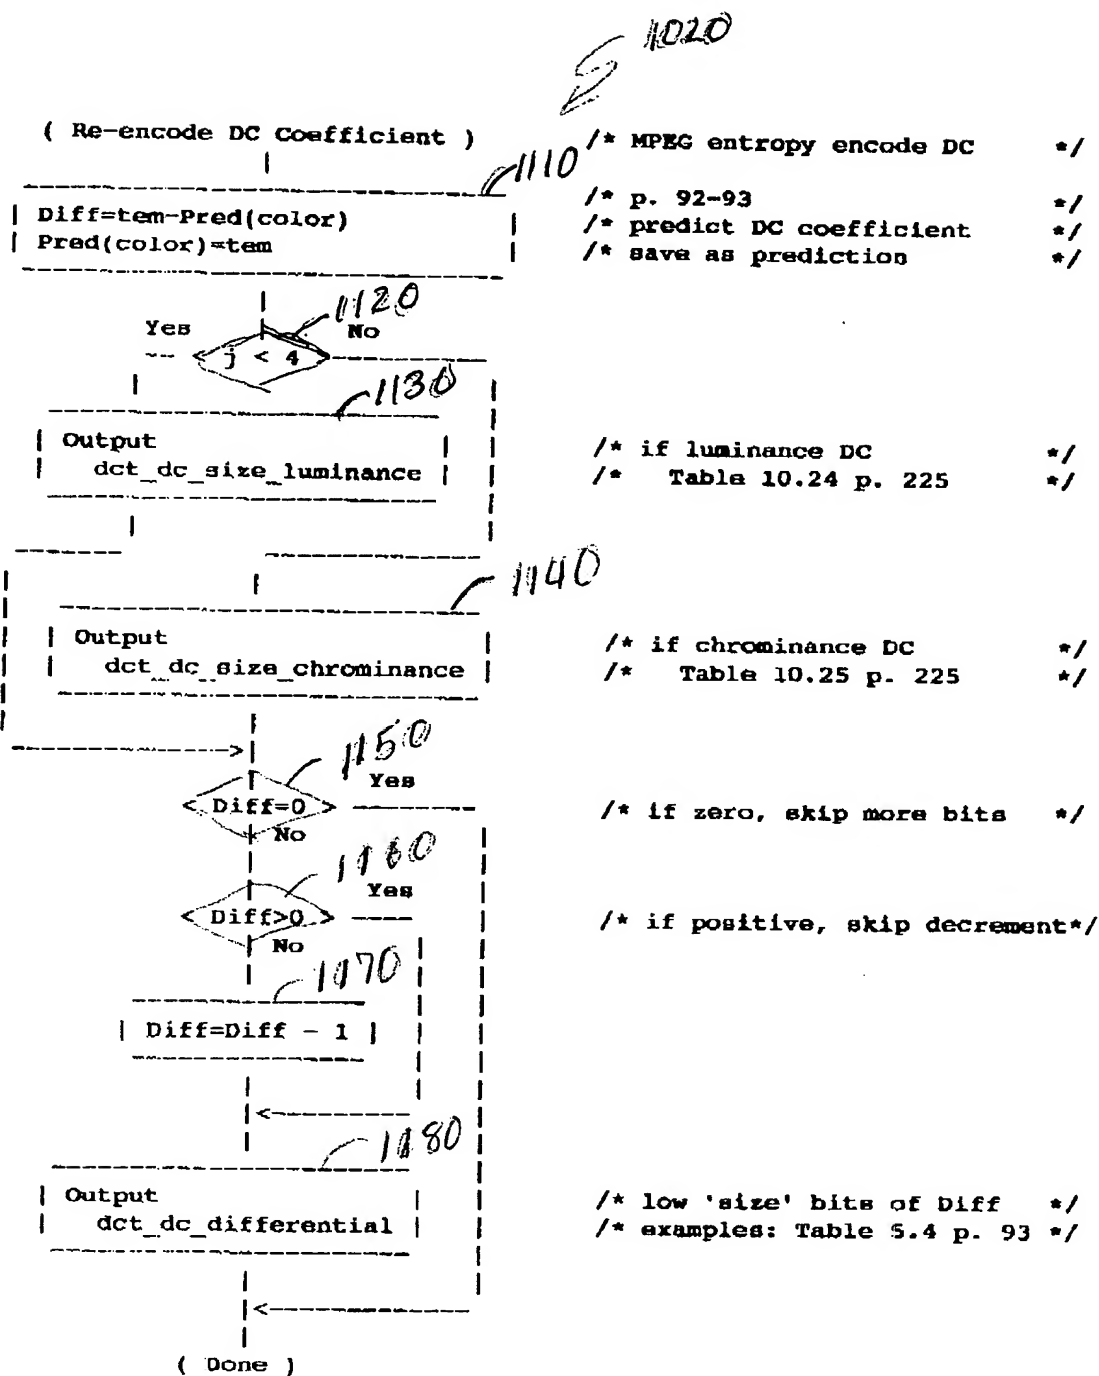 1020
( Re-encode DC Coefficient ) /* MPEG entropy encode DC */
1110
/* p. 92-93 */
Diff=tem-Pred(color) /* predict DC coefficient */
Pred(color)=tem /* save as prediction */
1120
Yes No
< j < 4 >
1130
Output /* if luminance DC */
dct_dc_size_luminance /* Table 10.24 p. 225 */
1140
Output /* if chrominance DC */
dct_dc_size_chrominance /* Table 10.25 p. 225 */
1150
Yes
< Diff=0 > /* if zero, skip more bits */
No
1160
Yes
< Diff>0 > /* if positive, skip decrement*/
No
1170
Diff=Diff - 1
1180
Output /* low 'size' bits of Diff */
dct_dc_differential /* examples: Table 5.4 p. 93 */
( Done )